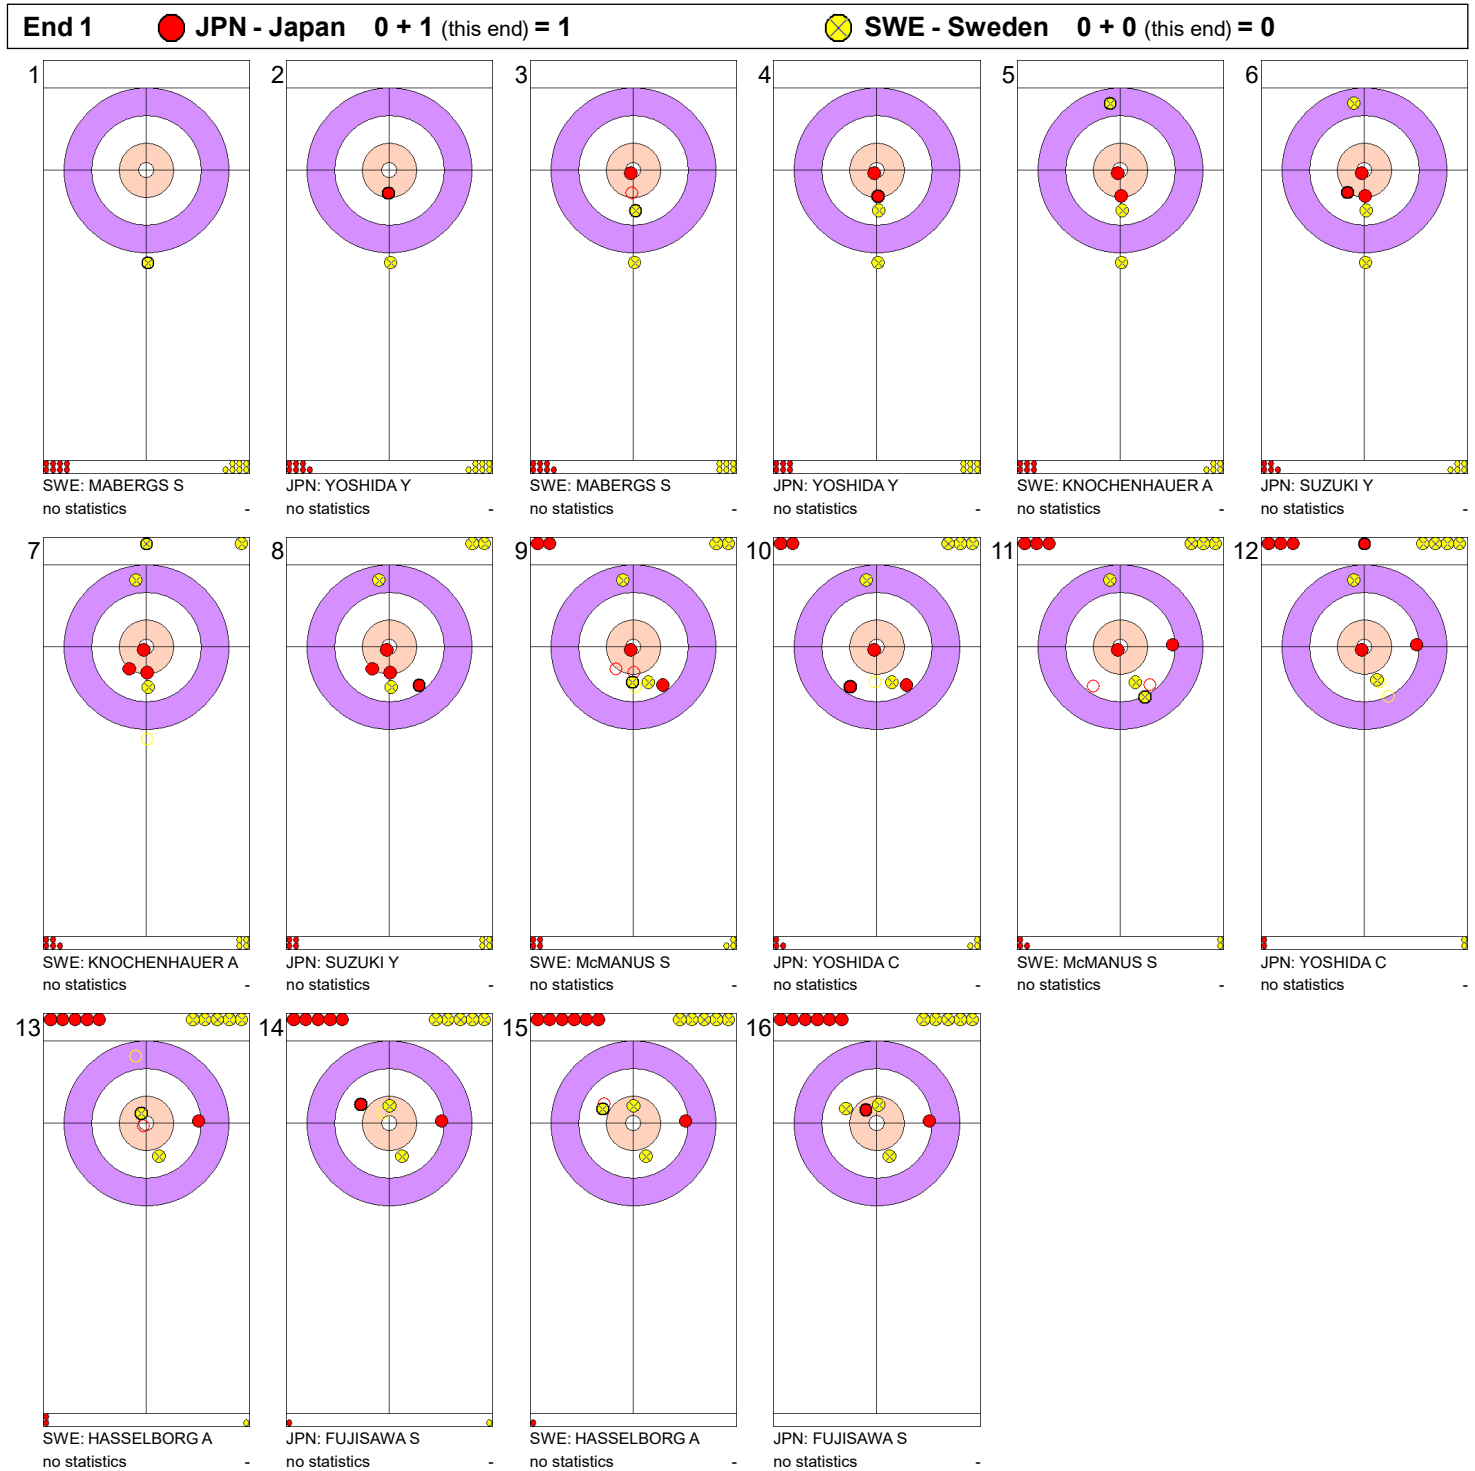 End 1 JPN - Japan 0 + 1 (this end) = 1 SWE - Sweden 0 + 0 (this end) = 0
1 2 3 4 5 6
SWE: MABERGS S JPN: YOSHIDA Y SWE: MABERGS S JPN: YOSHIDA Y SWE: KNOCHENHAUER A JPN: SUZUKI Y
no statistics - no statistics - no statistics - no statistics - no statistics - no statistics -
7 8 9 10 11 12
SWE: KNOCHENHAUER A JPN: SUZUKI Y SWE: McMANUS S JPN: YOSHIDA C SWE: McMANUS S JPN: YOSHIDA C
no statistics - no statistics - no statistics - no statistics - no statistics - no statistics -
13 14 15 16
SWE: HASSELBORG A JPN: FUJISAWA S SWE: HASSELBORG A JPN: FUJISAWA S
no statistics - no statistics - no statistics - no statistics -